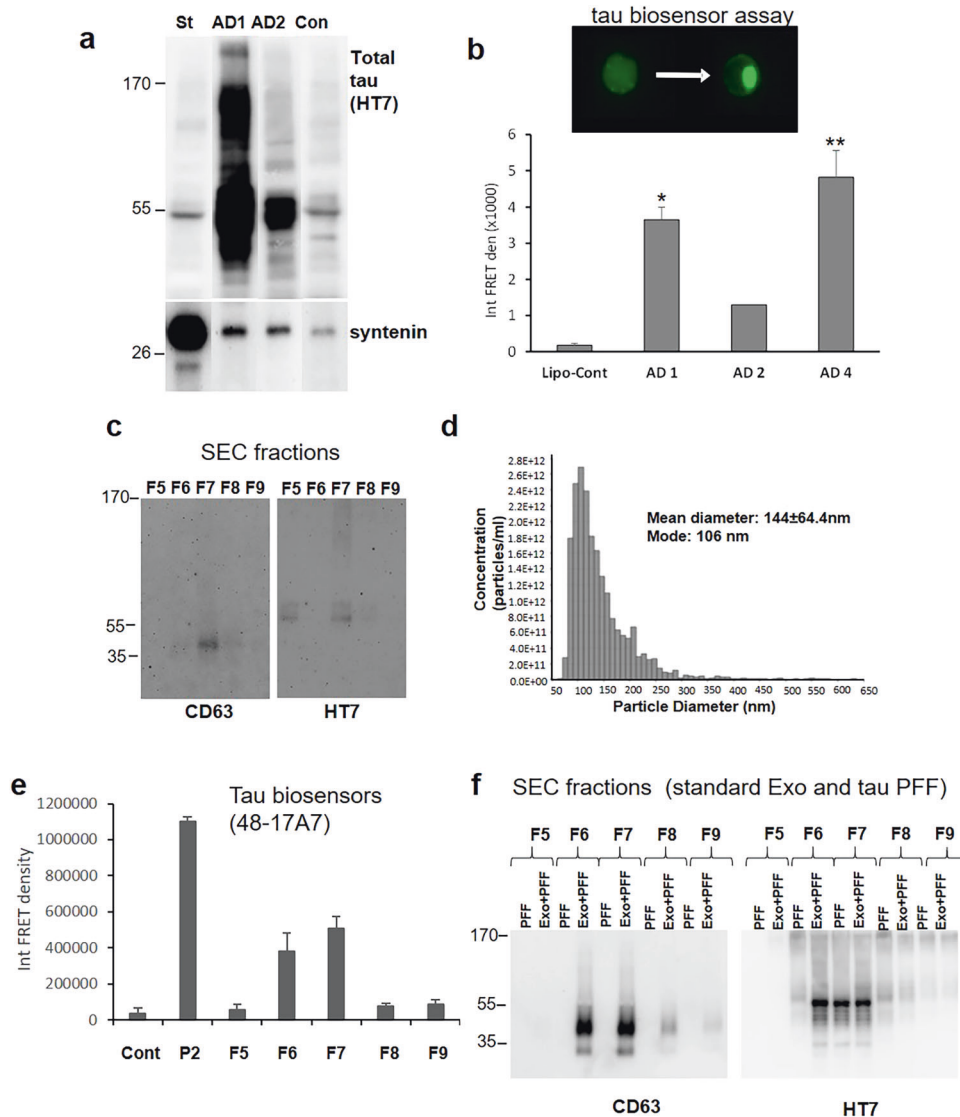 a
St AD1 AD2 Con
Total
tau
(HT7)
170
55
syntenin
26
b
tau biosensor assay
Int FRET den (x1000)
6
5
4
3
2
1
0
*
**
Lipo-Cont AD 1 AD 2 AD 4
c
SEC fractions
F5 F6 F7 F8 F9 F5 F6 F7 F8 F9
170
55
35
CD63 HT7
d
Concentration
(particles/ml)
2.8E+12
2.6E+12
2.4E+12
2.2E+12
2.0E+12
1.8E+12
1.6E+12
1.4E+12
1.2E+12
1.0E+12
8.0E+11
6.0E+11
4.0E+11
2.0E+11
0.0E+00
Mean diameter: 144±64.4nm
Mode: 106 nm
50 100 150 200 250 300 350 400 450 500 550 600 650
Particle Diameter (nm)
e
Tau biosensors
(48-17A7)
Int FRET density
1200000
1000000
800000
600000
400000
200000
0
Cont P2 F5 F6 F7 F8 F9
f
SEC fractions (standard Exo and tau PFF)
F5 F6 F7 F8 F9 F5 F6 F7 F8 F9
PFF Exo+PFF PFF Exo+PFF PFF Exo+PFF PFF Exo+PFF PFF Exo+PFF PFF Exo+PFF PFF Exo+PFF PFF Exo+PFF PFF Exo+PFF PFF Exo+PFF
170
55
35
170
55
35
CD63 HT7